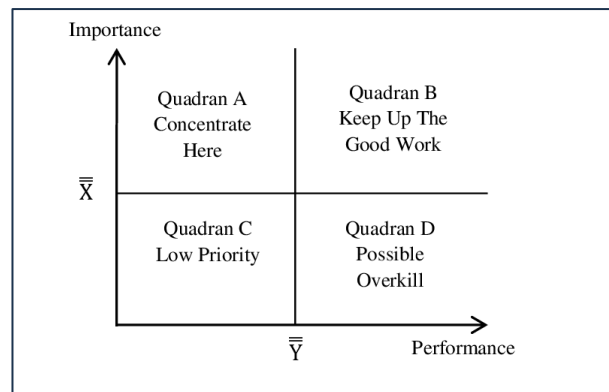 Importance
Quadran A
Concentrate
Here
Quadran B
Keep Up The
Good Work
X̿
Quadran C
Low Priority
Quadran D
Possible
Overkill
Y̿
Performance